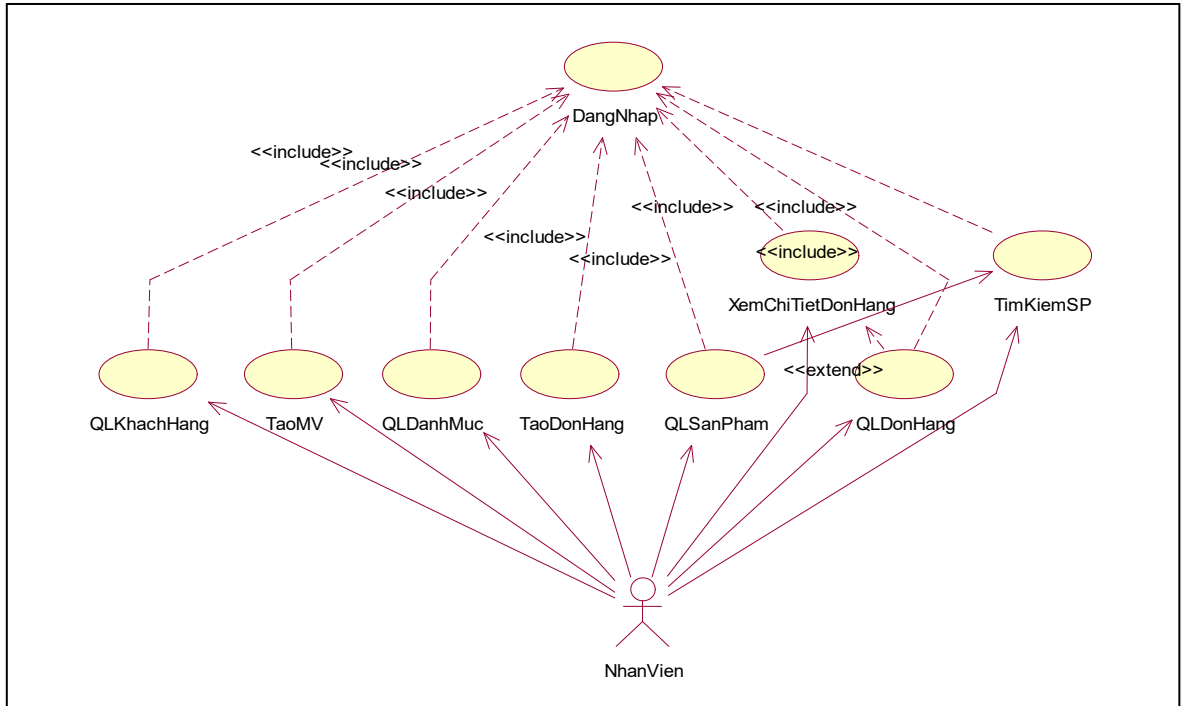 DangNhap
<<include>>
<<include>>
<<include>>
<<include>>
<<include>>
<<include>>
<<include>>
<<include>>
XemChiTietDonHang
TimKiemSP
<<extend>>
QLKhachHang
TaoMV
QLDanhMuc
TaoDonHang
QLSanPham
QLDonHang
NhanVien